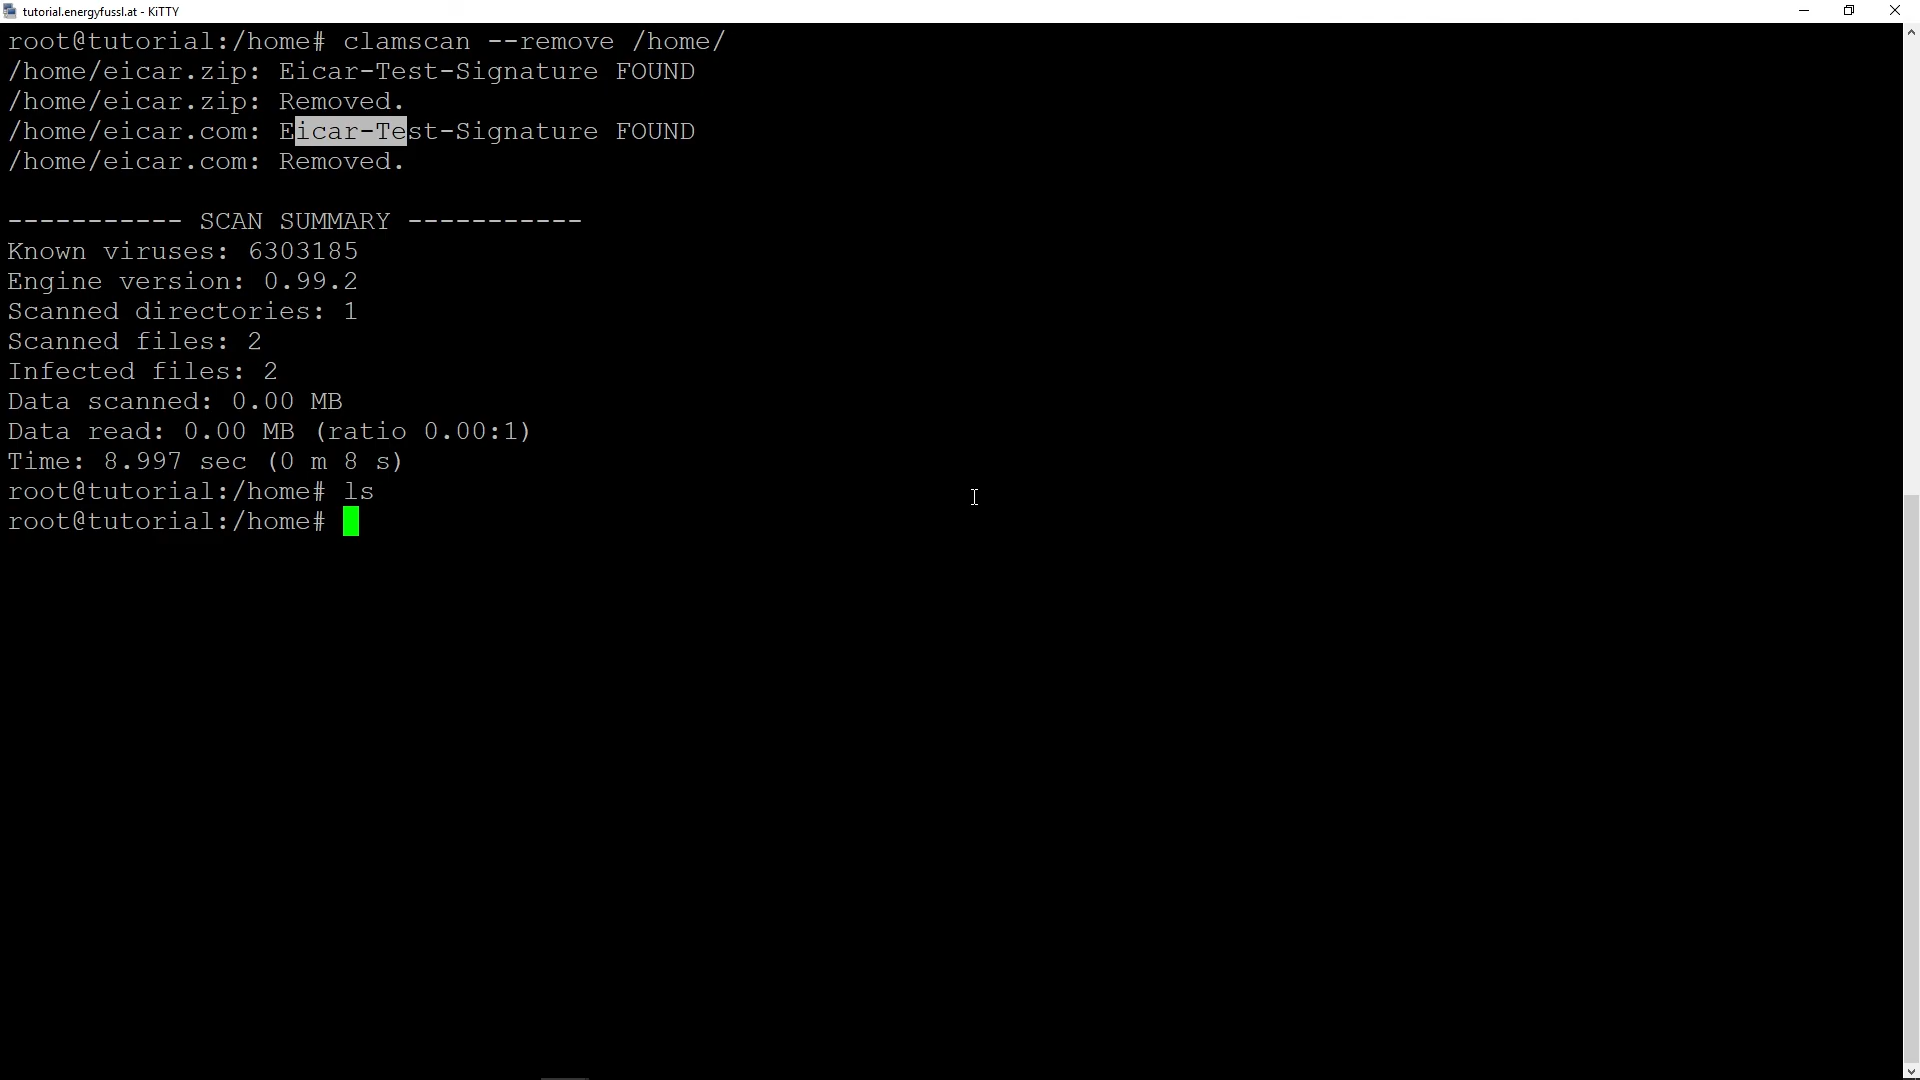 tutorial.energyfussl.at - KiTTY
root@tutorial:/home# clamscan --remove /home/
/home/eicar.zip: Eicar-Test-Signature FOUND
/home/eicar.zip: Removed.
/home/eicar.com: Eicar-Test-Signature FOUND
/home/eicar.com: Removed.
----------- SCAN SUMMARY -----------
Known viruses: 6303185
Engine version: 0.99.2
Scanned directories: 1
Scanned files: 2
Infected files: 2
Data scanned: 0.00 MB
Data read: 0.00 MB (ratio 0.00:1)
Time: 8.997 sec (0 m 8 s)
root@tutorial:/home# ls
root@tutorial:/home#